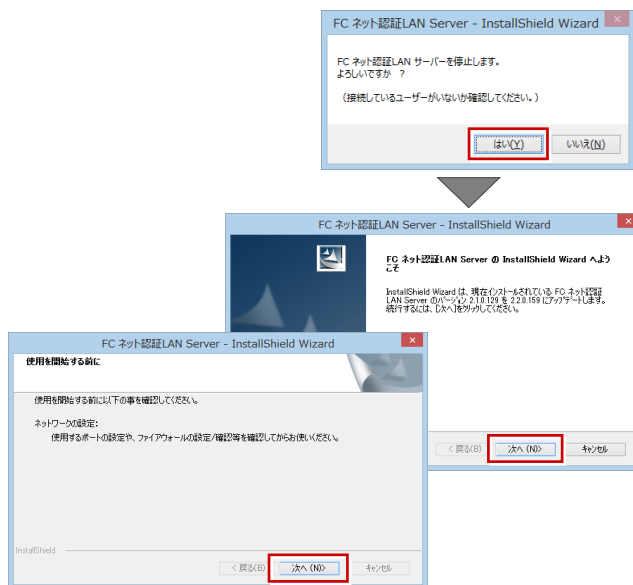 FC ネット認証LAN Server - InstallShield Wizard
FC ネット認証LAN サーバーを停止します。
よろしいですか ？
（接続しているユーザーがいないか確認してください。）
はい(Y)
いいえ(N)
FC ネット認証LAN Server - InstallShield Wizard
FC ネット認証LAN Server の InstallShield Wizard へよう
こそ
InstallShield Wizard は、現在インストールされている FC ネット認証
LAN Server のバージョン 2.1.0.129 を 2.2.0.159 にアップデートします。
続行するには、[次へ]をクリックしてください。
< 戻る(B)
次へ (N)>
キャンセル
FC ネット認証LAN Server - InstallShield Wizard
使用を開始する前に
使用を開始する前に以下の事を確認してください。
ネットワークの設定:
使用するポートの設定や、ファイアウォールの設定/確認等を確認してからお使いください。
InstallShield
< 戻る(B)
次へ (N)>
キャンセル